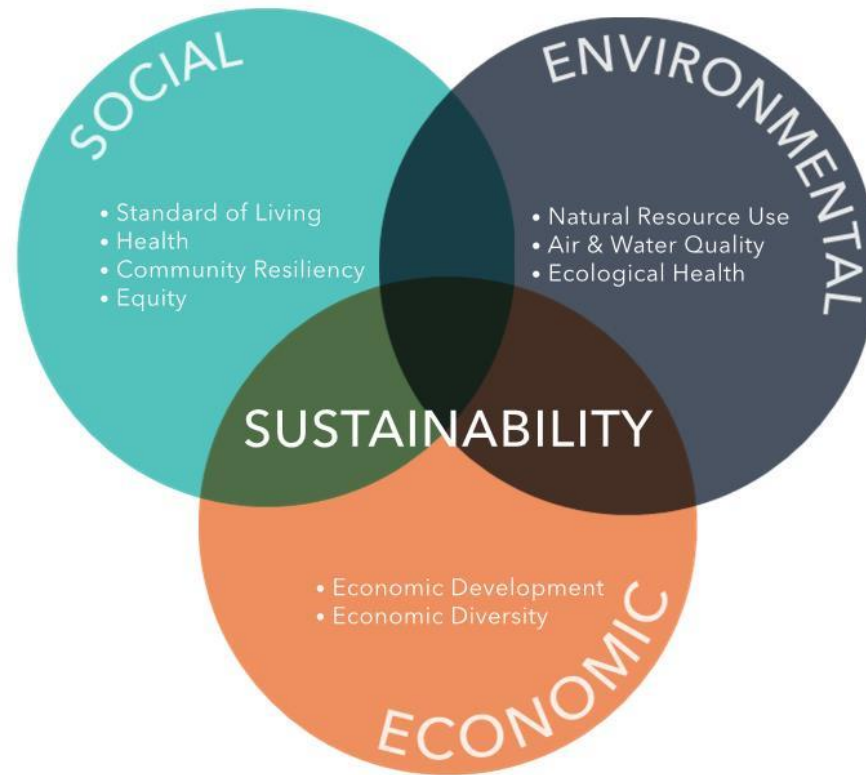 SOCIAL
• Standard of Living
• Health
• Community Resiliency
• Equity
ENVIRONMENTAL
• Natural Resource Use
• Air & Water Quality
• Ecological Health
SUSTAINABILITY
• Economic Development
• Economic Diversity
ECONOMIC